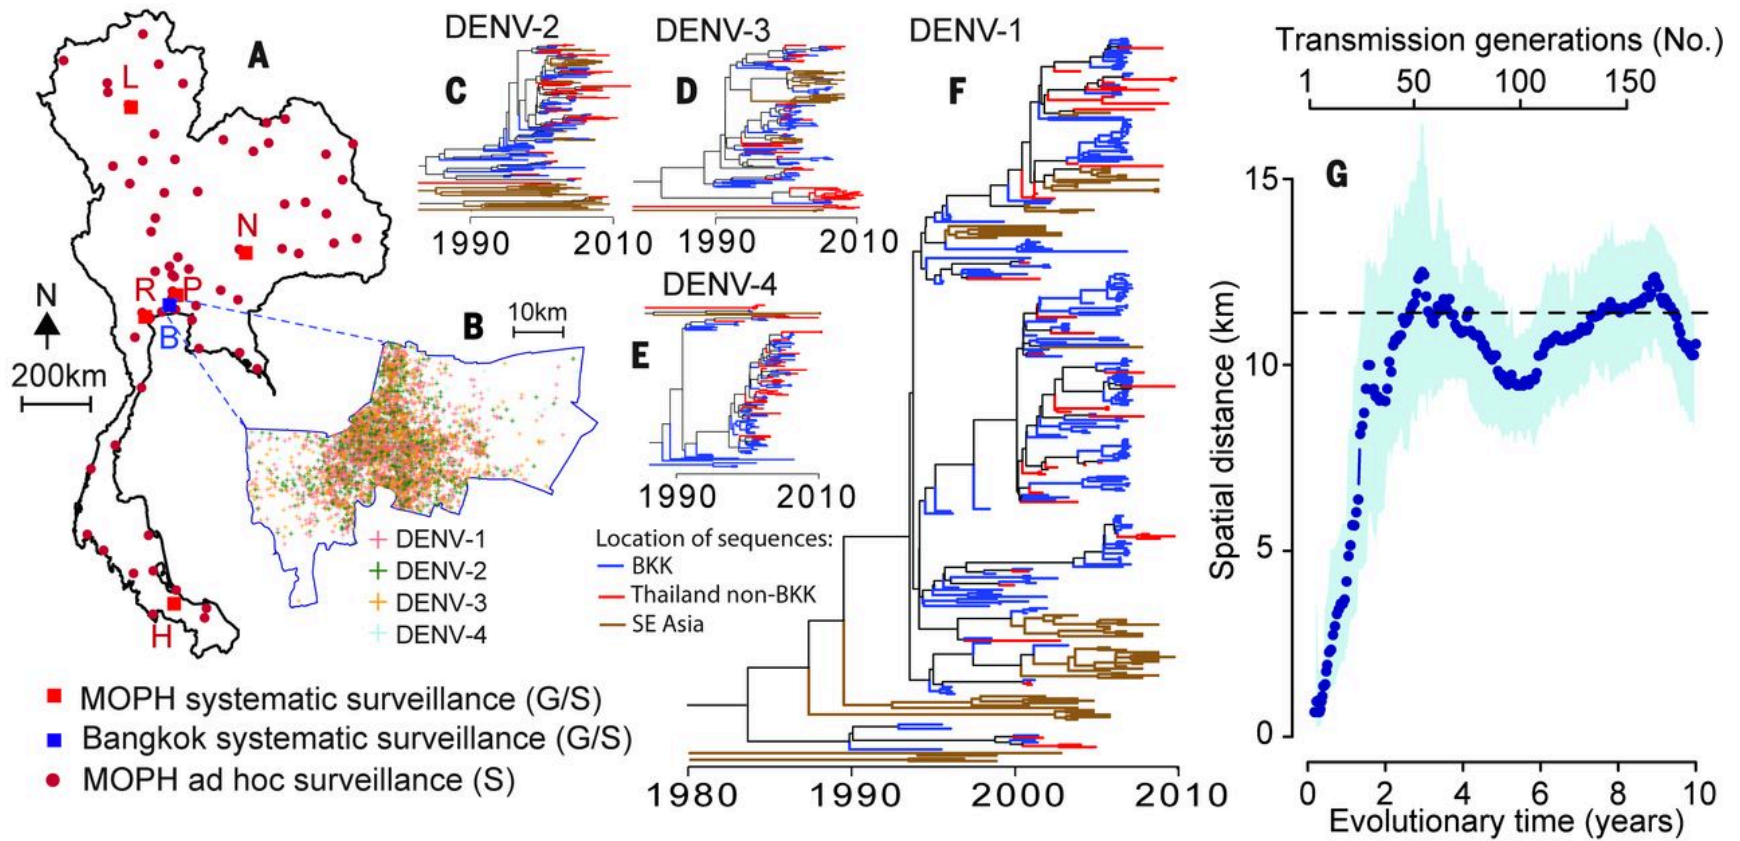 A
L
N
R
P
B
H
N
200km
MOPH systematic surveillance (G/S)
Bangkok systematic surveillance (G/S)
MOPH ad hoc surveillance (S)
B
10km
DENV-1
DENV-2
DENV-3
DENV-4
DENV-2
C
1990
2010
DENV-3
D
1990
2010
DENV-4
E
1990
2010
Location of sequences:
BKK
Thailand non-BKK
SE Asia
DENV-1
F
1980
1990
2000
2010
Transmission generations (No.)
1 50 100 150
G
Spatial distance (km)
15
10
5
0
0 2 4 6 8 10
Evolutionary time (years)